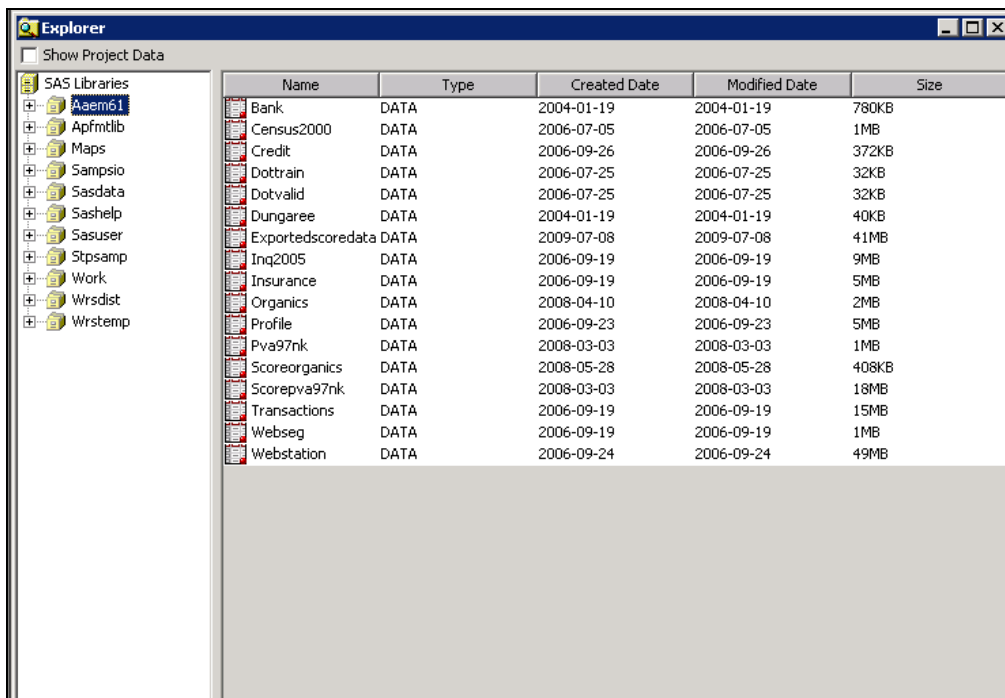 Explorer
Show Project Data
SAS Libraries
Aaem61
Apfmtlib
Maps
Sampsio
Sasdata
Sashelp
Sasuser
Stpsamp
Work
Wrsdist
Wrstemp
Name Type Created Date Modified Date Size
Bank DATA 2004-01-19 2004-01-19 780KB
Census2000 DATA 2006-07-05 2006-07-05 1MB
Credit DATA 2006-09-26 2006-09-26 372KB
Dottrain DATA 2006-07-25 2006-07-25 32KB
Dotvalid DATA 2006-07-25 2006-07-25 32KB
Dungaree DATA 2004-01-19 2004-01-19 40KB
Exportedscoredata DATA 2009-07-08 2009-07-08 41MB
Inq2005 DATA 2006-09-19 2006-09-19 9MB
Insurance DATA 2006-09-19 2006-09-19 5MB
Organics DATA 2008-04-10 2008-04-10 2MB
Profile DATA 2006-09-23 2006-09-23 5MB
Pva97nk DATA 2008-03-03 2008-03-03 1MB
Scoreorganics DATA 2008-05-28 2008-05-28 408KB
Scorepva97nk DATA 2008-03-03 2008-03-03 18MB
Transactions DATA 2006-09-19 2006-09-19 15MB
Webseg DATA 2006-09-19 2006-09-19 1MB
Webstation DATA 2006-09-24 2006-09-24 49MB